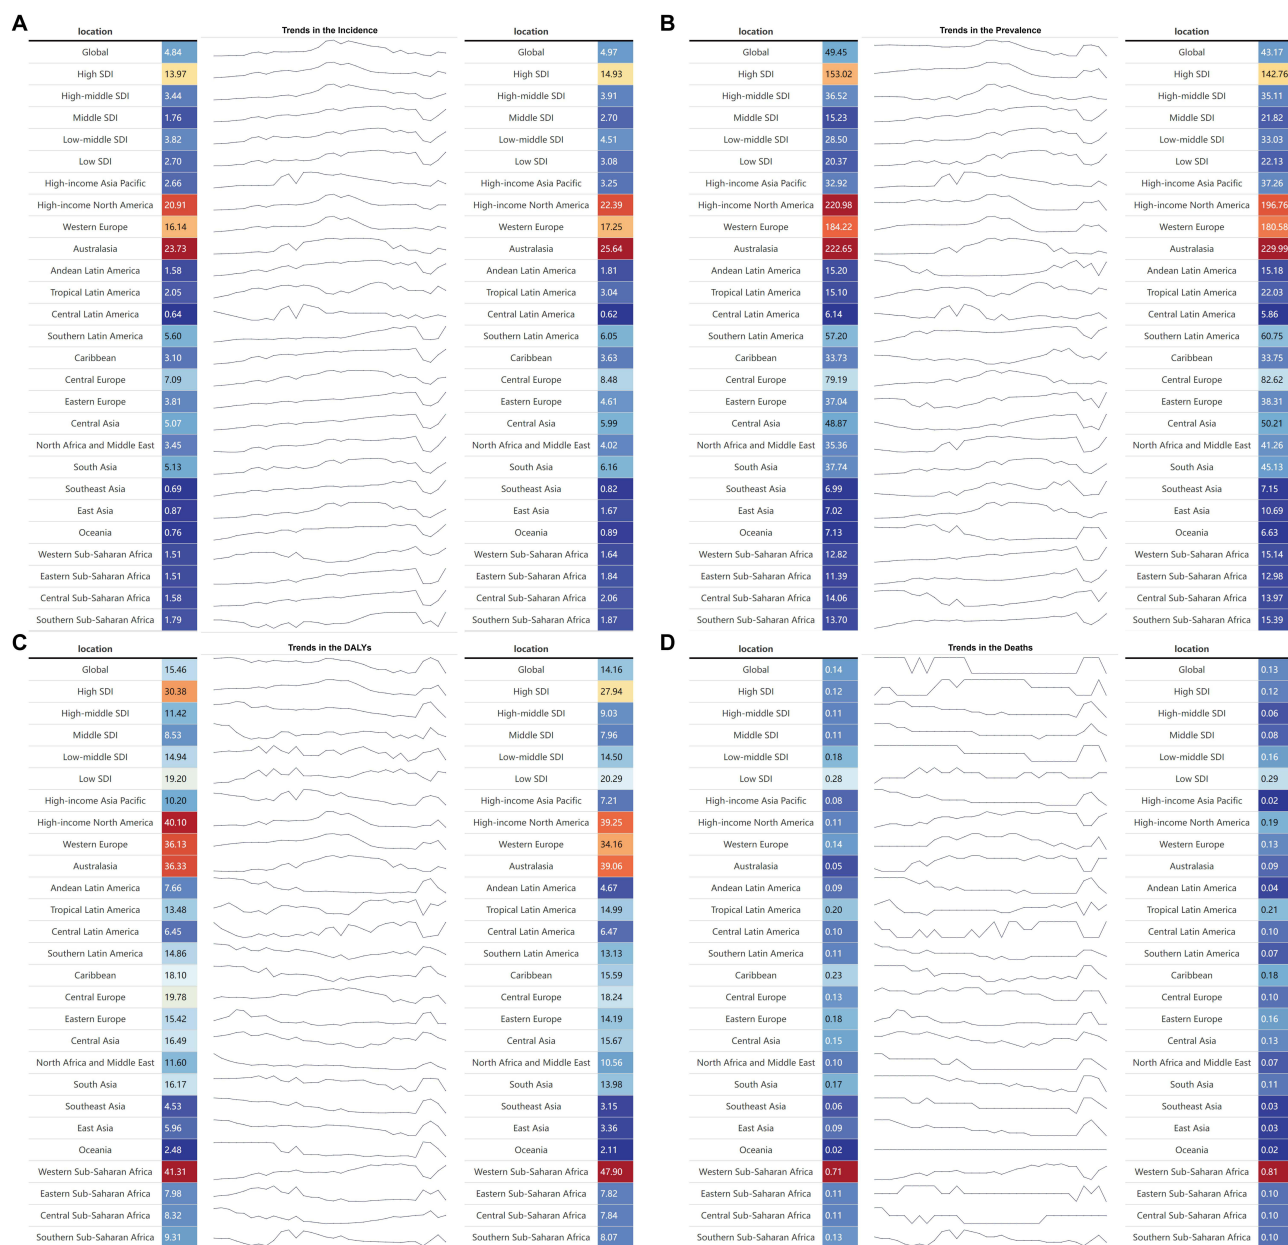 A
location Trends in the Incidence location
Global 4.84 Global 4.97
High SDI 13.97 High SDI 14.93
High-middle SDI 3.44 High-middle SDI 3.91
Middle SDI 1.76 Middle SDI 2.70
Low-middle SDI 3.82 Low-middle SDI 4.51
Low SDI 2.70 Low SDI 3.08
High-income Asia Pacific 2.66 High-income Asia Pacific 3.25
High-income North America 20.91 High-income North America 22.39
Western Europe 16.14 Western Europe 17.25
Australasia 23.73 Australasia 25.64
Andean Latin America 1.58 Andean Latin America 1.81
Tropical Latin America 2.05 Tropical Latin America 3.04
Central Latin America 0.64 Central Latin America 0.62
Southern Latin America 5.60 Southern Latin America 6.05
Caribbean 3.10 Caribbean 3.63
Central Europe 7.09 Central Europe 8.48
Eastern Europe 3.81 Eastern Europe 4.61
Central Asia 5.07 Central Asia 5.99
North Africa and Middle East 3.45 North Africa and Middle East 4.02
South Asia 5.13 South Asia 6.16
Southeast Asia 0.69 Southeast Asia 0.82
East Asia 0.87 East Asia 1.67
Oceania 0.76 Oceania 0.89
Western Sub-Saharan Africa 1.51 Western Sub-Saharan Africa 1.64
Eastern Sub-Saharan Africa 1.51 Eastern Sub-Saharan Africa 1.84
Central Sub-Saharan Africa 1.58 Central Sub-Saharan Africa 2.06
Southern Sub-Saharan Africa 1.79 Southern Sub-Saharan Africa 1.87
B
location Trends in the Prevalence location
Global 49.45 Global 43.17
High SDI 153.02 High SDI 142.76
High-middle SDI 36.52 High-middle SDI 35.11
Middle SDI 15.23 Middle SDI 21.82
Low-middle SDI 28.50 Low-middle SDI 33.03
Low SDI 20.37 Low SDI 22.13
High-income Asia Pacific 32.92 High-income Asia Pacific 37.26
High-income North America 220.98 High-income North America 196.76
Western Europe 184.22 Western Europe 180.58
Australasia 222.65 Australasia 229.99
Andean Latin America 15.20 Andean Latin America 15.18
Tropical Latin America 15.10 Tropical Latin America 22.03
Central Latin America 6.14 Central Latin America 5.86
Southern Latin America 57.20 Southern Latin America 60.75
Caribbean 33.73 Caribbean 33.75
Central Europe 79.19 Central Europe 82.62
Eastern Europe 37.04 Eastern Europe 38.31
Central Asia 48.87 Central Asia 50.21
North Africa and Middle East 35.36 North Africa and Middle East 41.26
South Asia 37.74 South Asia 45.13
Southeast Asia 6.99 Southeast Asia 7.15
East Asia 7.02 East Asia 10.69
Oceania 7.13 Oceania 6.63
Western Sub-Saharan Africa 12.82 Western Sub-Saharan Africa 15.14
Eastern Sub-Saharan Africa 11.39 Eastern Sub-Saharan Africa 12.98
Central Sub-Saharan Africa 14.06 Central Sub-Saharan Africa 13.97
Southern Sub-Saharan Africa 13.70 Southern Sub-Saharan Africa 15.39
C
location Trends in the DALYs location
Global 15.46 Global 14.16
High SDI 30.38 High SDI 27.94
High-middle SDI 11.42 High-middle SDI 9.03
Middle SDI 8.53 Middle SDI 7.96
Low-middle SDI 14.94 Low-middle SDI 14.50
Low SDI 19.20 Low SDI 20.29
High-income Asia Pacific 10.20 High-income Asia Pacific 7.21
High-income North America 40.10 High-income North America 39.25
Western Europe 36.13 Western Europe 34.16
Australasia 36.33 Australasia 39.06
Andean Latin America 7.66 Andean Latin America 4.67
Tropical Latin America 13.48 Tropical Latin America 14.99
Central Latin America 6.45 Central Latin America 6.47
Southern Latin America 14.86 Southern Latin America 13.13
Caribbean 18.10 Caribbean 15.59
Central Europe 19.78 Central Europe 18.24
Eastern Europe 15.42 Eastern Europe 14.19
Central Asia 16.49 Central Asia 15.67
North Africa and Middle East 11.60 North Africa and Middle East 10.56
South Asia 16.17 South Asia 13.98
Southeast Asia 4.53 Southeast Asia 3.15
East Asia 5.96 East Asia 3.36
Oceania 2.48 Oceania 2.11
Western Sub-Saharan Africa 41.31 Western Sub-Saharan Africa 47.90
Eastern Sub-Saharan Africa 7.98 Eastern Sub-Saharan Africa 7.82
Central Sub-Saharan Africa 8.32 Central Sub-Saharan Africa 7.84
Southern Sub-Saharan Africa 9.31 Southern Sub-Saharan Africa 8.07
D
location Trends in the Deaths location
Global 0.14 Global 0.13
High SDI 0.12 High SDI 0.12
High-middle SDI 0.11 High-middle SDI 0.06
Middle SDI 0.11 Middle SDI 0.08
Low-middle SDI 0.18 Low-middle SDI 0.16
Low SDI 0.28 Low SDI 0.29
High-income Asia Pacific 0.08 High-income Asia Pacific 0.02
High-income North America 0.11 High-income North America 0.19
Western Europe 0.14 Western Europe 0.13
Australasia 0.05 Australasia 0.09
Andean Latin America 0.09 Andean Latin America 0.04
Tropical Latin America 0.20 Tropical Latin America 0.21
Central Latin America 0.10 Central Latin America 0.10
Southern Latin America 0.11 Southern Latin America 0.07
Caribbean 0.23 Caribbean 0.18
Central Europe 0.13 Central Europe 0.10
Eastern Europe 0.18 Eastern Europe 0.16
Central Asia 0.15 Central Asia 0.13
North Africa and Middle East 0.10 North Africa and Middle East 0.07
South Asia 0.17 South Asia 0.11
Southeast Asia 0.06 Southeast Asia 0.03
East Asia 0.09 East Asia 0.03
Oceania 0.02 Oceania 0.02
Western Sub-Saharan Africa 0.71 Western Sub-Saharan Africa 0.81
Eastern Sub-Saharan Africa 0.11 Eastern Sub-Saharan Africa 0.10
Central Sub-Saharan Africa 0.11 Central Sub-Saharan Africa 0.10
Southern Sub-Saharan Africa 0.13 Southern Sub-Saharan Africa 0.10